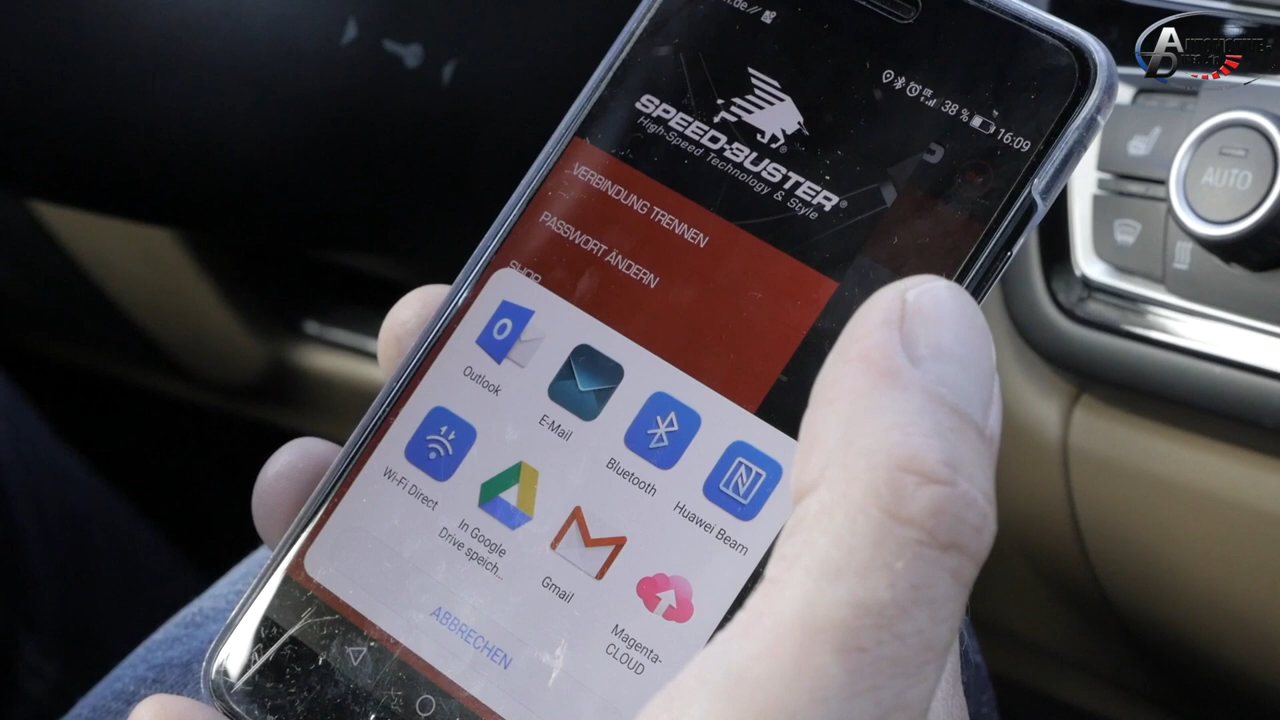 38 % 16:09
SPEED-BUSTER®
High-Speed Technology & Style
VERBINDUNG TRENNEN
PASSWORT ÄNDERN
SHOP
Outlook
E-Mail
Bluetooth
Huawei Beam
Wi-Fi Direct
In Google
Drive speich...
Gmail
Magenta-
CLOUD
ABBRECHEN
AUTO